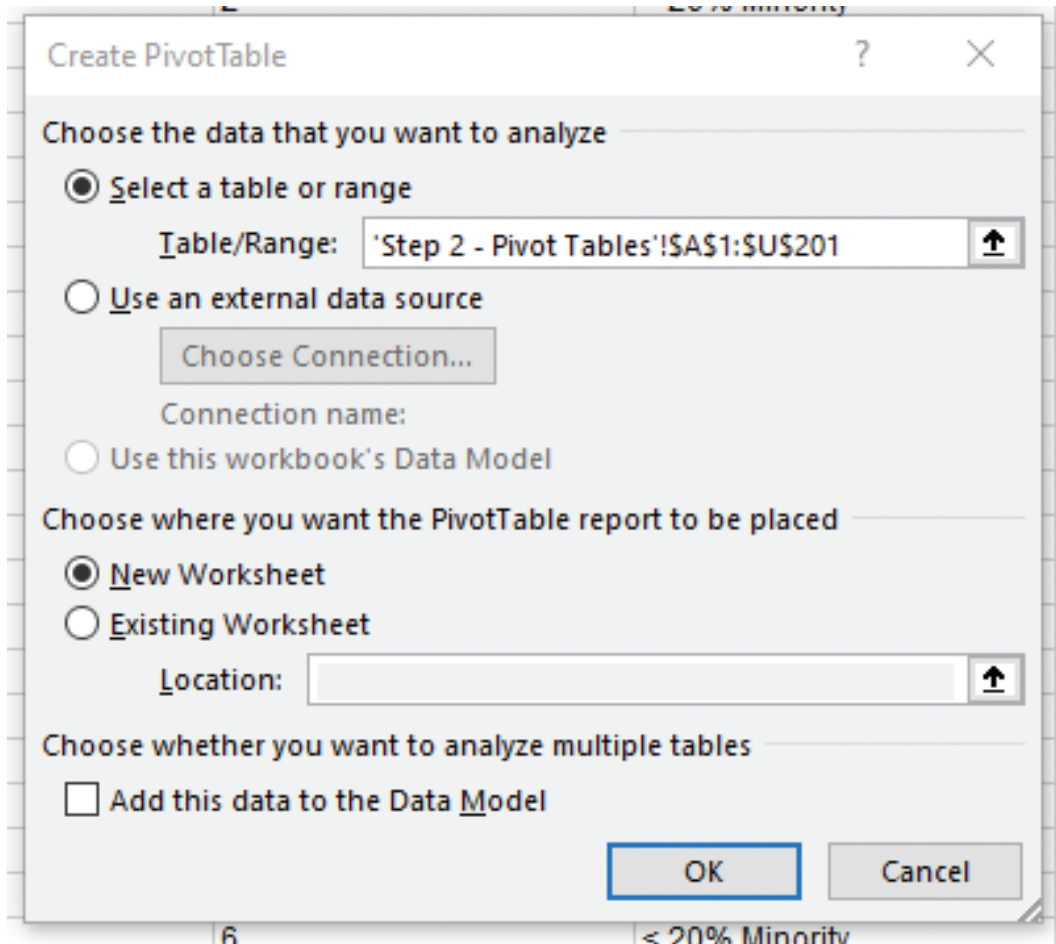 2 20% Minority
Create PivotTable ?
Choose the data that you want to analyze
Select a table or range
Table/Range: 'Step 2 - Pivot Tables'!$A$1:$U$201
Use an external data source
Choose Connection...
Connection name:
Use this workbook's Data Model
Choose where you want the PivotTable report to be placed
New Worksheet
Existing Worksheet
Location:
Choose whether you want to analyze multiple tables
Add this data to the Data Model
OK Cancel
6 < 20% Minority